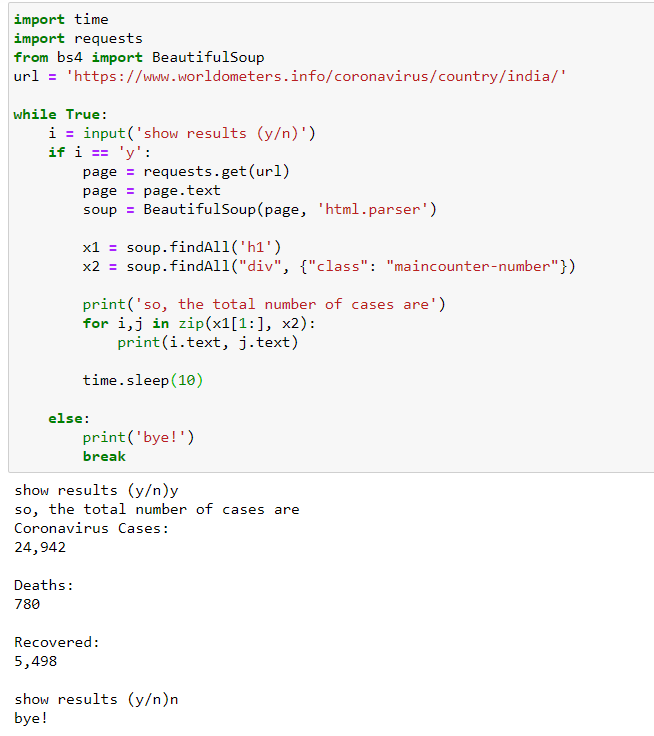 import time
import requests
from bs4 import BeautifulSoup
url = 'https://www.worldometers.info/coronavirus/country/india/'
while True:
    i = input('show results (y/n)')
    if i == 'y':
        page = requests.get(url)
        page = page.text
        soup = BeautifulSoup(page, 'html.parser')
        x1 = soup.findAll('h1')
        x2 = soup.findAll("div", {"class": "maincounter-number"})
        print('so, the total number of cases are')
        for i,j in zip(x1[1:], x2):
            print(i.text, j.text)
        time.sleep(10)
    else:
        print('bye!')
        break
show results (y/n)y
so, the total number of cases are
Coronavirus Cases:
24,942
Deaths:
780
Recovered:
5,498
show results (y/n)n
bye!